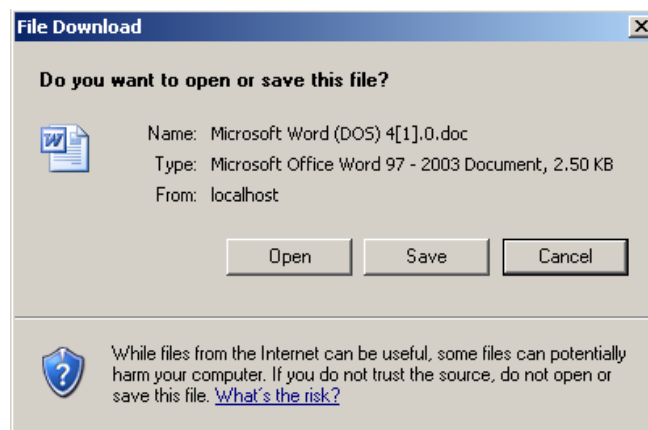 File Download
Do you want to open or save this file?
Name: Microsoft Word (DOS) 4[1].0.doc
Type: Microsoft Office Word 97 - 2003 Document, 2.50 KB
From: localhost
Open Save Cancel
While files from the Internet can be useful, some files can potentially
harm your computer. If you do not trust the source, do not open or
save this file. What's the risk?